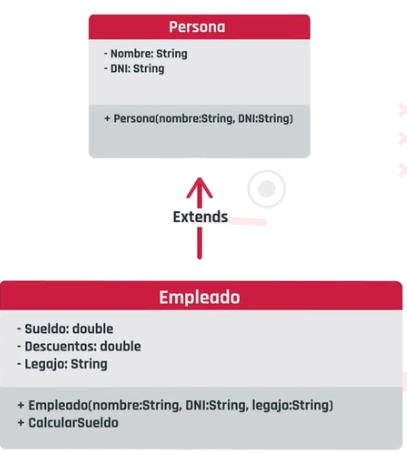 Persona
- Nombre: String
- DNI: String
+ Persona(nombre:String, DNI:String)
Extends
Empleado
- Sueldo: double
- Descuentos: double
- Legajo: String
+ Empleado(nombre:String, DNI:String, legajo:String)
+ CalcularSueldo